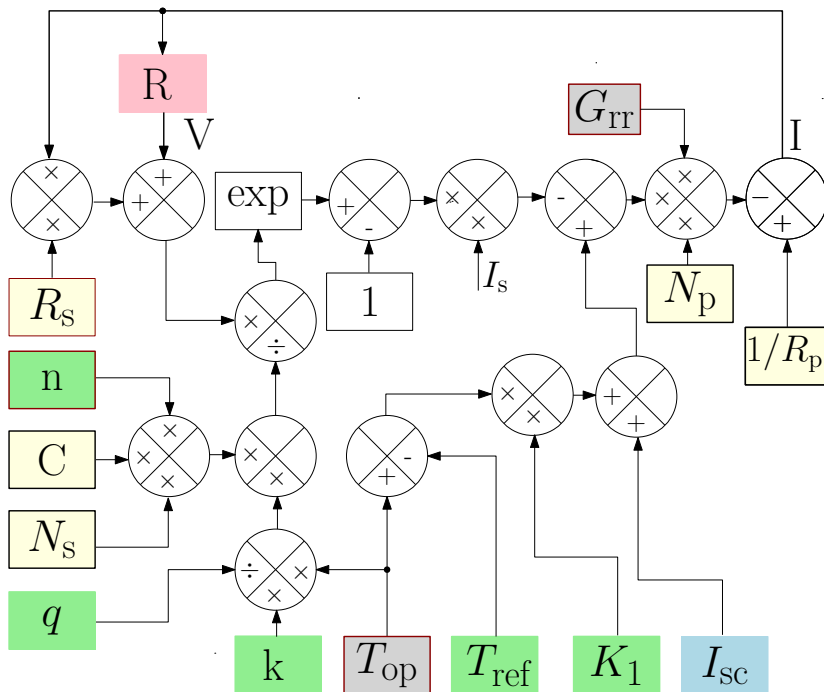 R
V
G_rr
I
× ×
+ +
exp
+ -
× ×
- +
× × ×
− +
R_s
1
I_s
N_p
× ÷
1/R_p
n
× ×
+ +
C
× × ×
× ×
+ -
N_s
÷ × ×
q
k
T_op
T_ref
K_1
I_sc